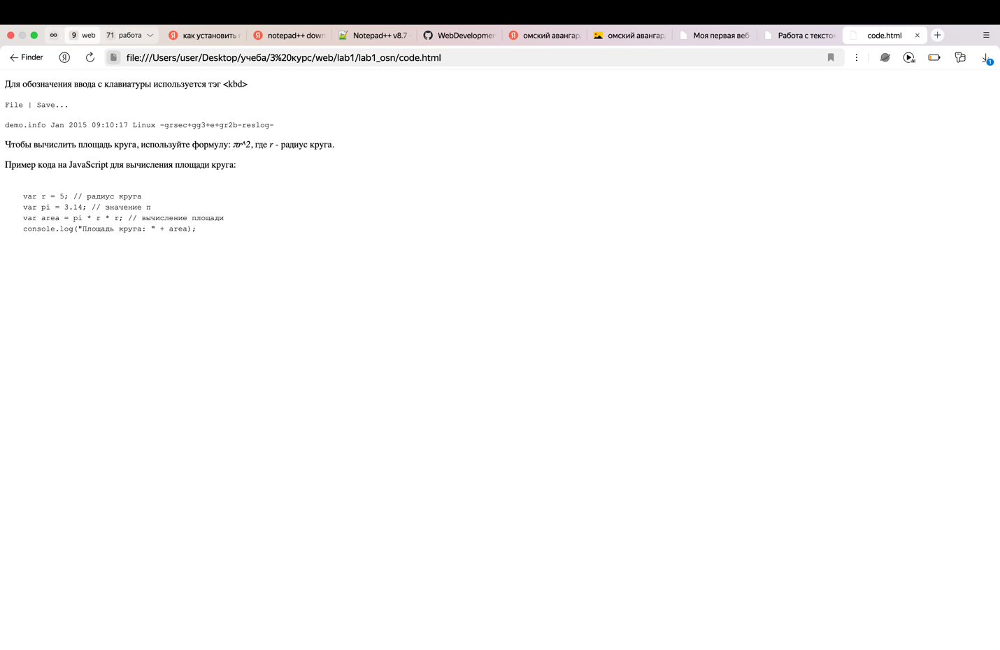 ∞ 9 web 71 работа как установить notepad++ down Notepad++ v8.7 WebDevelopmen омский авангард омский авангард Моя первая веб- Работа с тексто code.html
Finder file:///Users/user/Desktop/учеба/3%20курс/web/lab1/lab1_osn/code.html 1
Для обозначения ввода с клавиатуры используется тэг <kbd>
File | Save...
demo.info Jan 2015 09:10:17 Linux -grsec+gg3+e+gr2b-reslog-
Чтобы вычислить площадь круга, используйте формулу: πr^2, где r - радиус круга.
Пример кода на JavaScript для вычисления площади круга:
var r = 5; // радиус круга
var pi = 3.14; // значение π
var area = pi * r * r; // вычисление площади
console.log("Площадь круга: " + area);